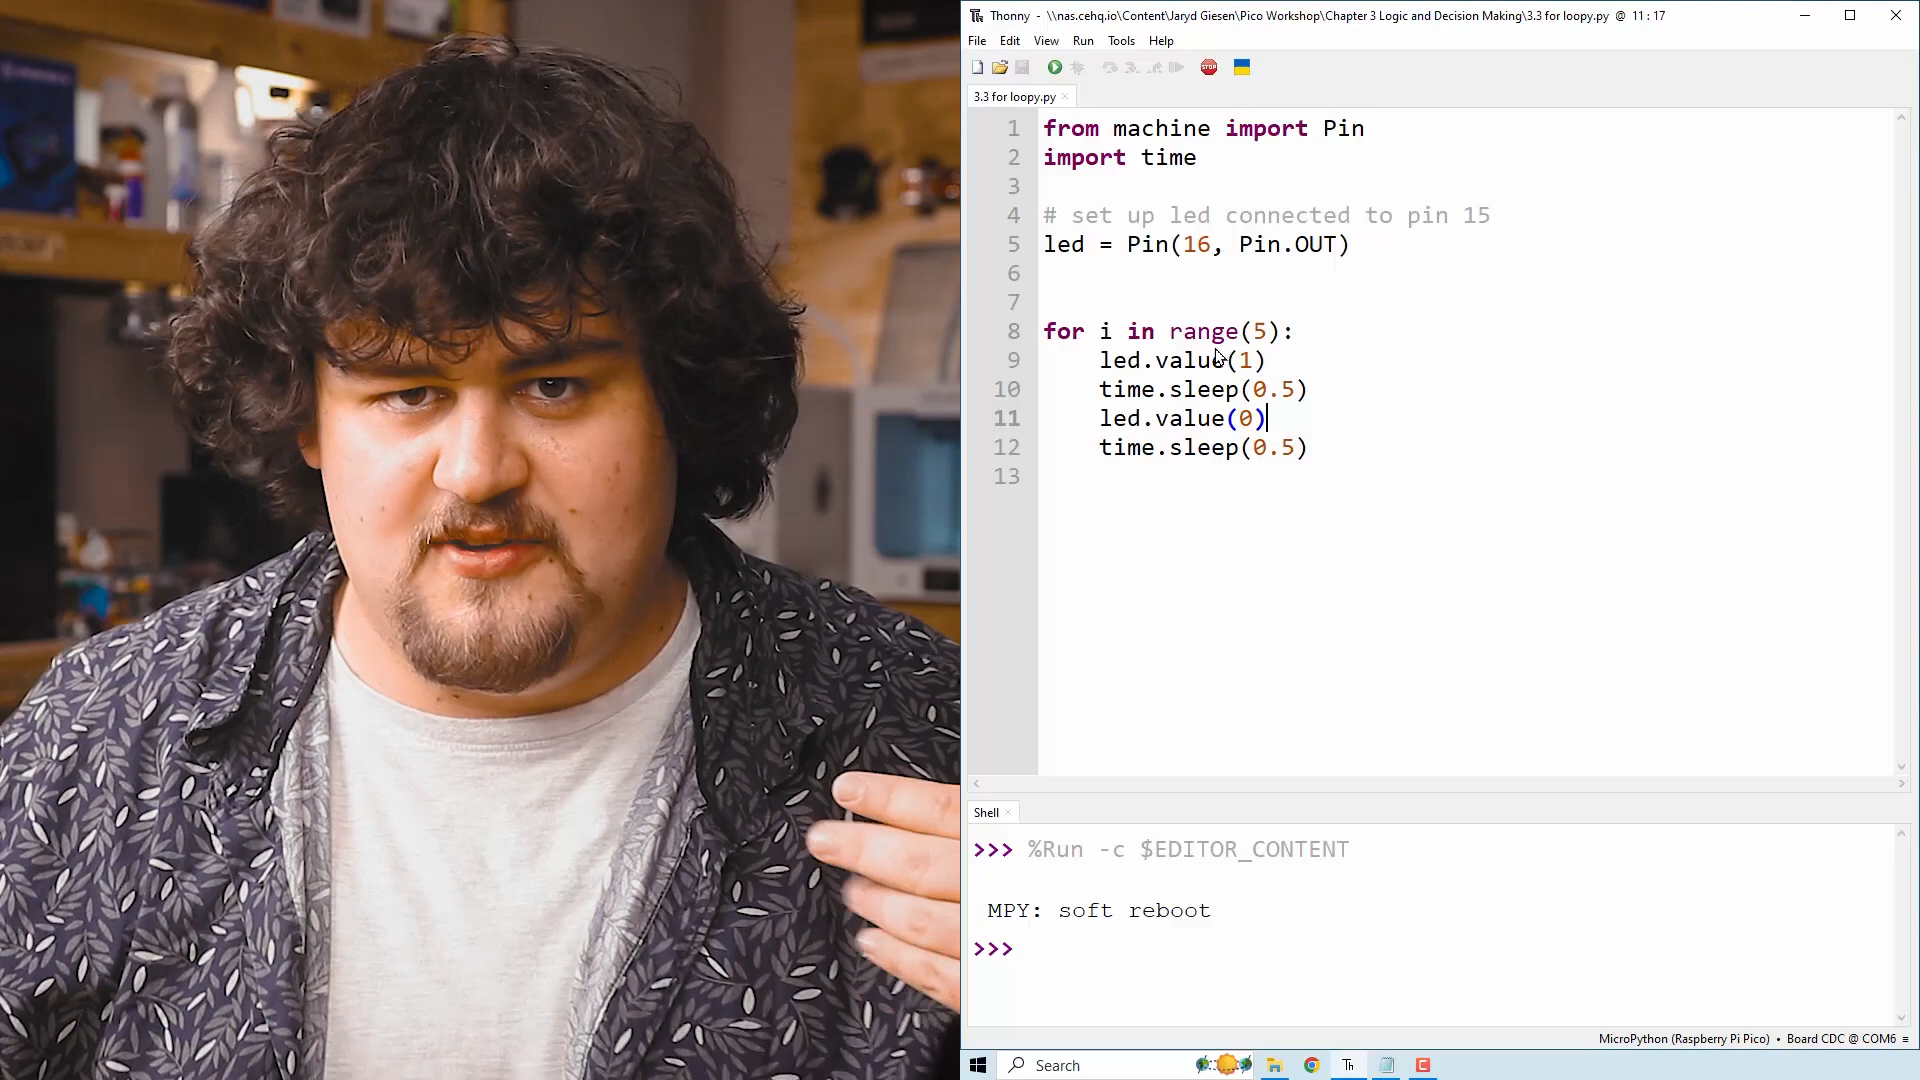 Thonny - \\nas.cehq.io\Content\Jaryd Giesen\Pico Workshop\Chapter 3 Logic and Decision Making\3.3 for loopy.py @ 11 : 17
File Edit View Run Tools Help
STOP
3.3 for loopy.py
1 from machine import Pin
2 import time
3
4 # set up led connected to pin 15
5 led = Pin(16, Pin.OUT)
6
7
8 for i in range(5):
9 led.value(1)
10 time.sleep(0.5)
11 led.value(0)
12 time.sleep(0.5)
13
Shell
>>> %Run -c $EDITOR_CONTENT
MPY: soft reboot
>>>
MicroPython (Raspberry Pi Pico) • Board CDC @ COM6 ≡
Search